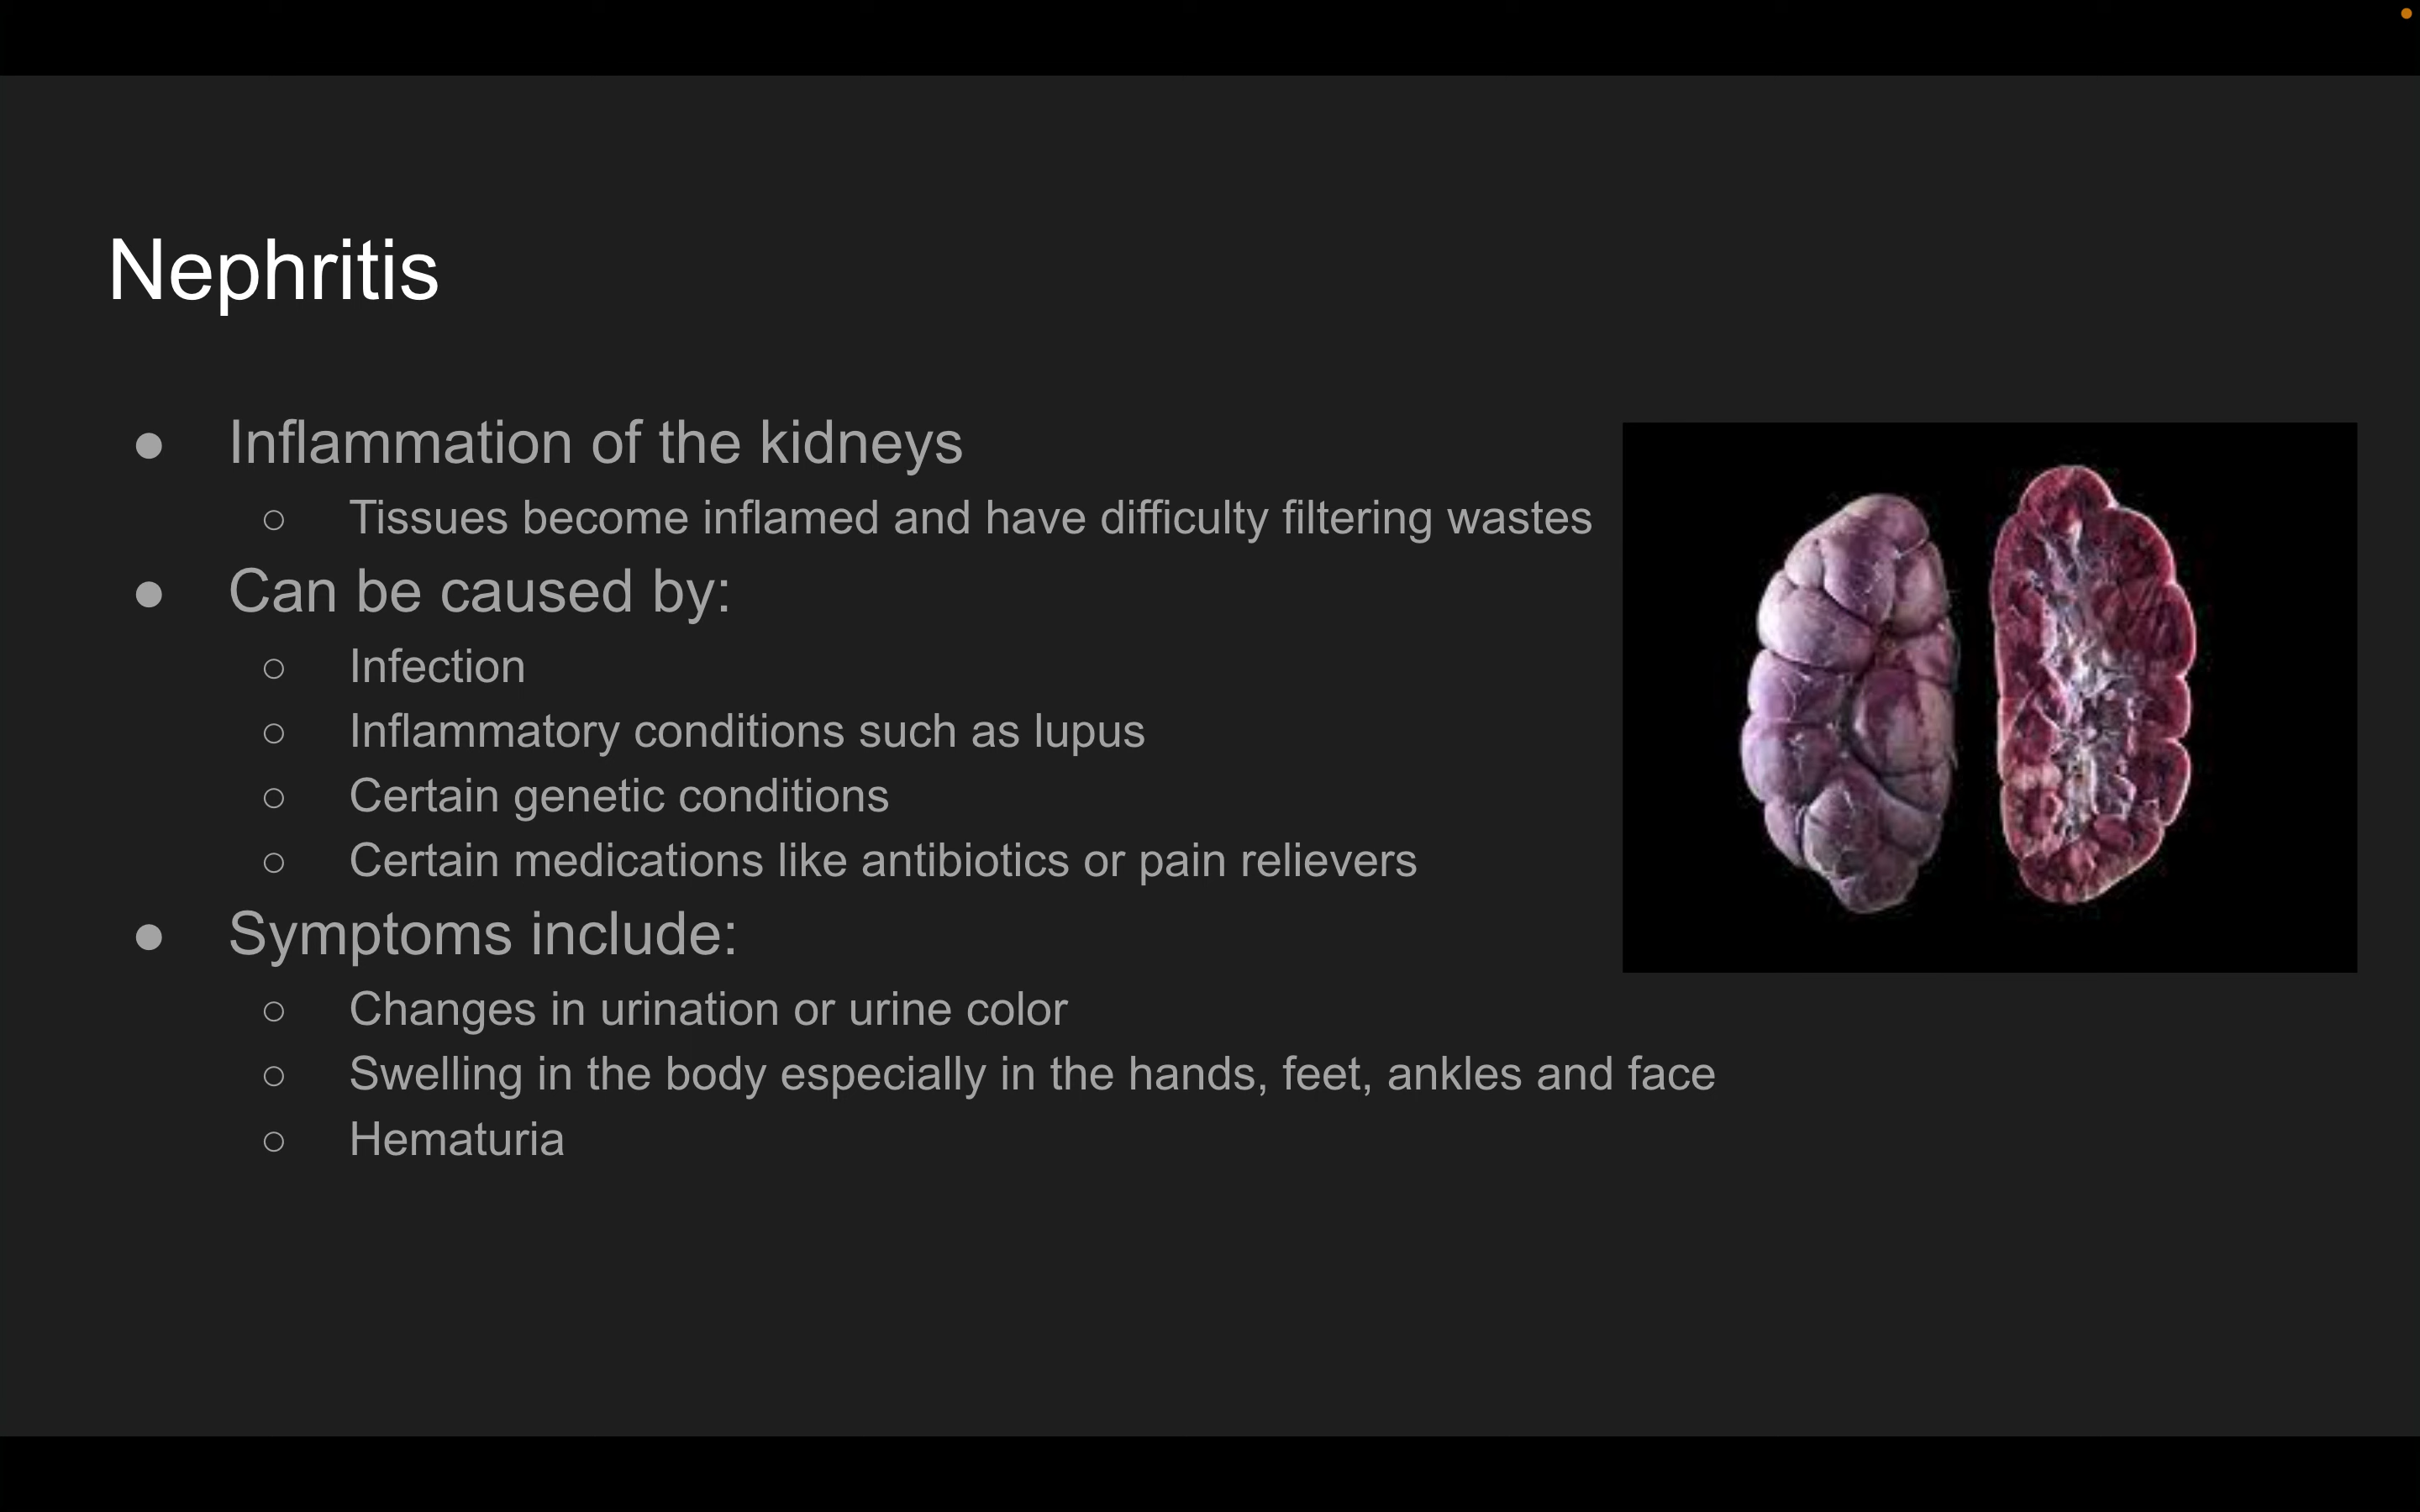 Nephritis
● Inflammation of the kidneys
○ Tissues become inflamed and have difficulty filtering wastes
● Can be caused by:
○ Infection
○ Inflammatory conditions such as lupus
○ Certain genetic conditions
○ Certain medications like antibiotics or pain relievers
● Symptoms include:
○ Changes in urination or urine color
○ Swelling in the body especially in the hands, feet, ankles and face
○ Hematuria